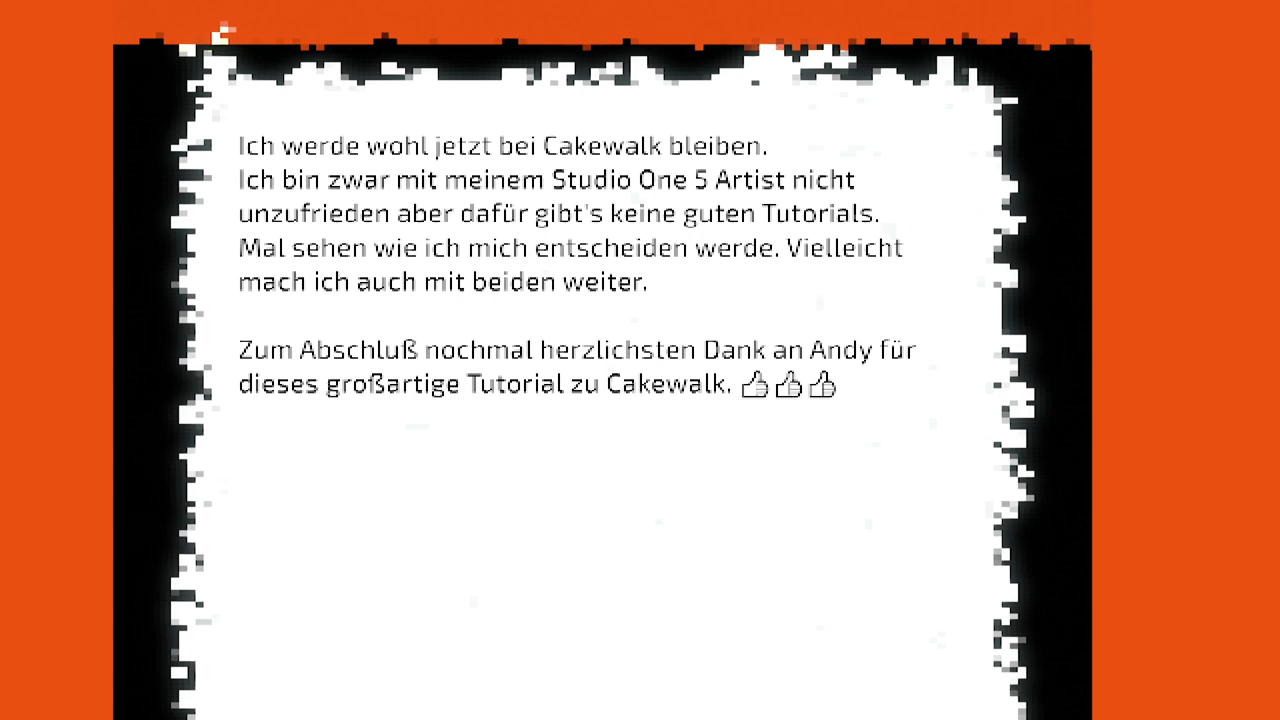 Ich werde wohl jetzt bei Cakewalk bleiben.
Ich bin zwar mit meinem Studio One 5 Artist nicht
unzufrieden aber dafür gibt's keine guten Tutorials.
Mal sehen wie ich mich entscheiden werde. Vielleicht
mach ich auch mit beiden weiter.
Zum Abschluß nochmal herzlichsten Dank an Andy für
dieses großartige Tutorial zu Cakewalk. 👍👍👍